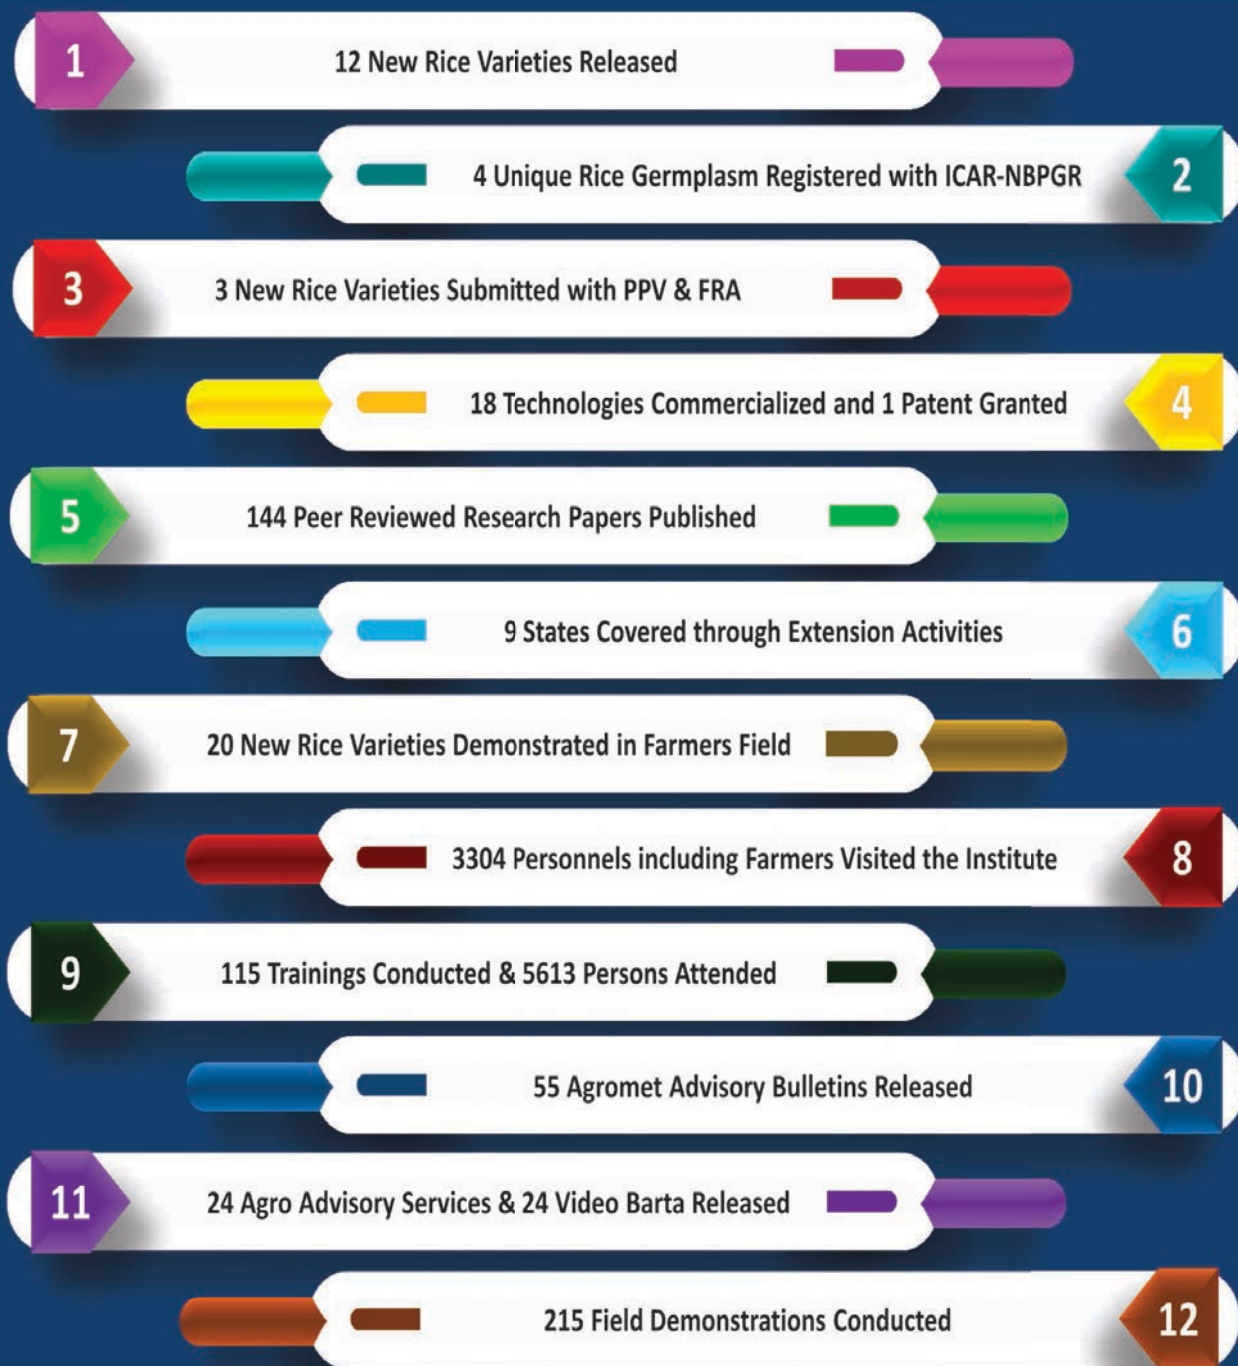 1
12 New Rice Varieties Released
4 Unique Rice Germplasm Registered with ICAR-NBPGR
2
3
3 New Rice Varieties Submitted with PPV & FRA
18 Technologies Commercialized and 1 Patent Granted
4
5
144 Peer Reviewed Research Papers Published
9 States Covered through Extension Activities
6
7
20 New Rice Varieties Demonstrated in Farmers Field
3304 Personnels including Farmers Visited the Institute
8
9
115 Trainings Conducted & 5613 Persons Attended
55 Agromet Advisory Bulletins Released
10
11
24 Agro Advisory Services & 24 Video Barta Released
215 Field Demonstrations Conducted
12